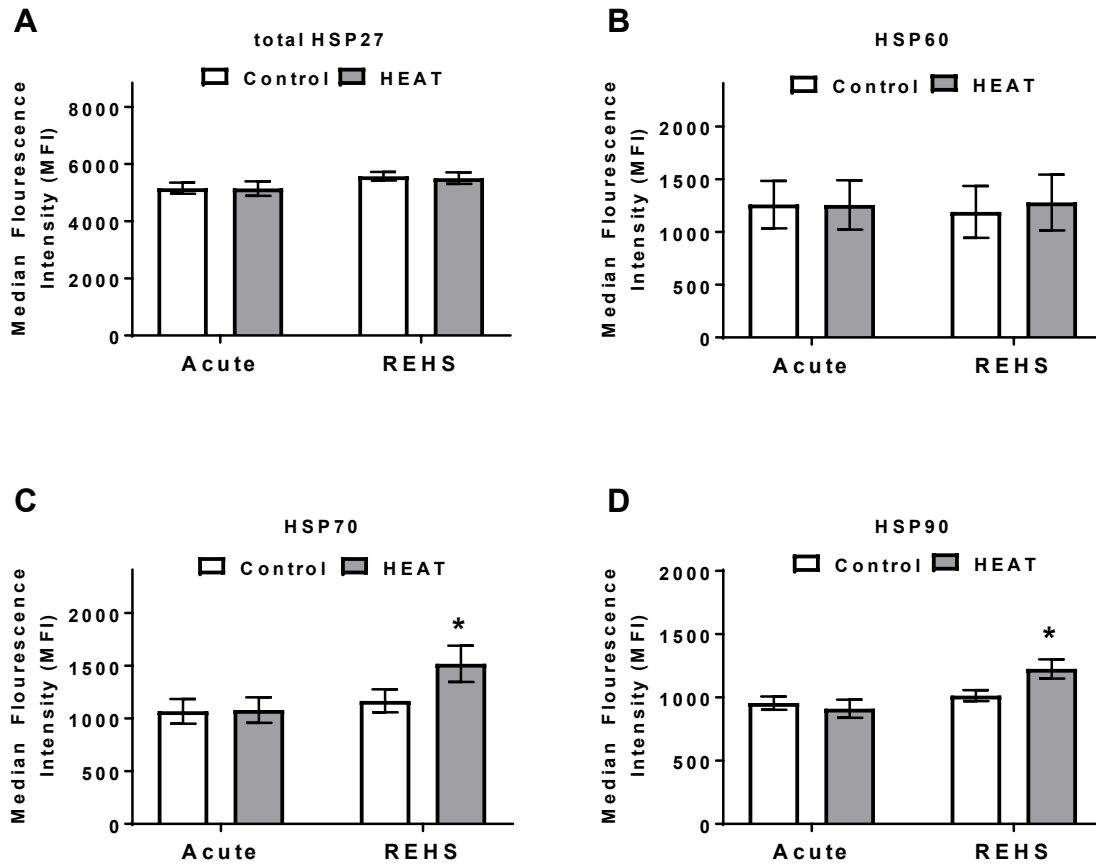 A
total HSP27
Control HEAT
Median Flourescence
Intensity (MFI)
8000
6000
4000
2000
0
Acute REHS
B
HSP60
Control HEAT
Median Flourescence
Intensity (MFI)
2000
1500
1000
500
0
Acute REHS
C
HSP70
Control HEAT
Median Flourescence
Intensity (MFI)
2000
1500
1000
500
0
*
Acute REHS
D
HSP90
Control HEAT
Median Flourescence
Intensity (MFI)
2000
1500
1000
500
0
*
Acute REHS